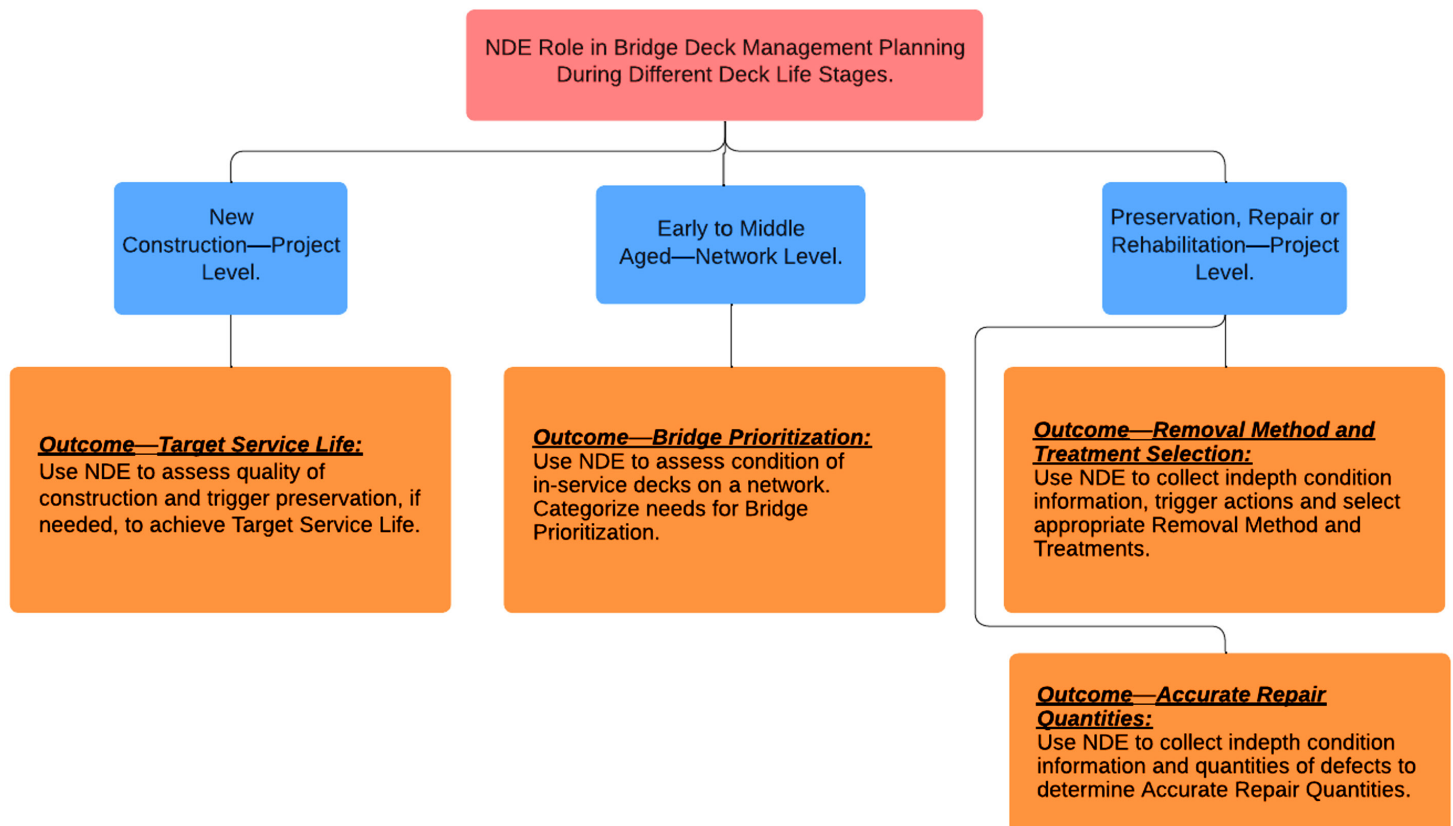 NDE Role in Bridge Deck Management Planning
During Different Deck Life Stages.
New
Construction—Project
Level.
Early to Middle
Aged—Network Level.
Preservation, Repair or
Rehabilitation—Project
Level.
Outcome—Target Service Life:
Use NDE to assess quality of
construction and trigger preservation, if
needed, to achieve Target Service Life.
Outcome—Bridge Prioritization:
Use NDE to assess condition of
in-service decks on a network.
Categorize needs for Bridge
Prioritization.
Outcome—Removal Method and
Treatment Selection:
Use NDE to collect indepth condition
information, trigger actions and select
appropriate Removal Method and
Treatments.
Outcome—Accurate Repair
Quantities:
Use NDE to collect indepth condition
information and quantities of defects to
determine Accurate Repair Quantities.